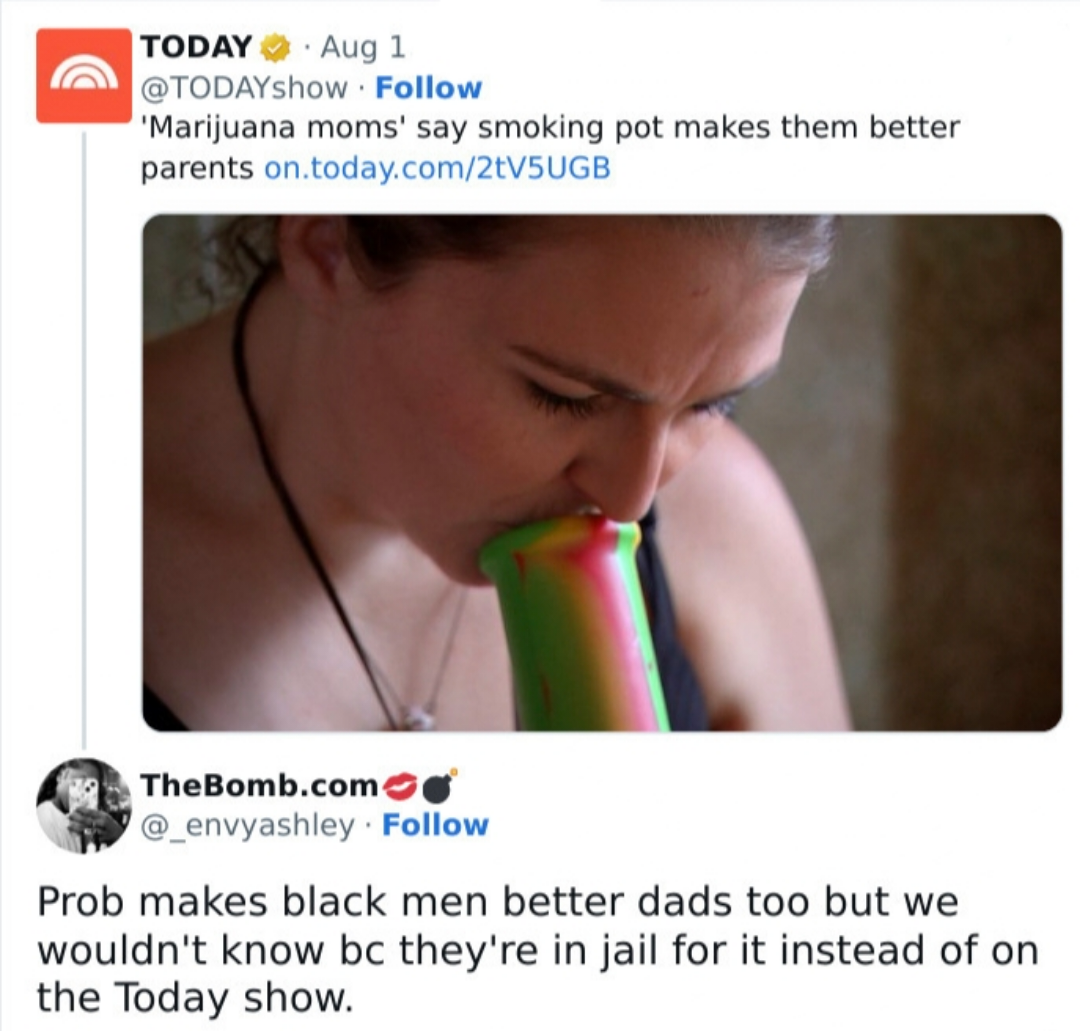 TODAY · Aug 1
@TODAYshow · Follow
'Marijuana moms' say smoking pot makes them better
parents on.today.com/2tV5UGB
TheBomb.com💋💣
@_envyashley · Follow
Prob makes black men better dads too but we
wouldn't know bc they're in jail for it instead of on
the Today show.